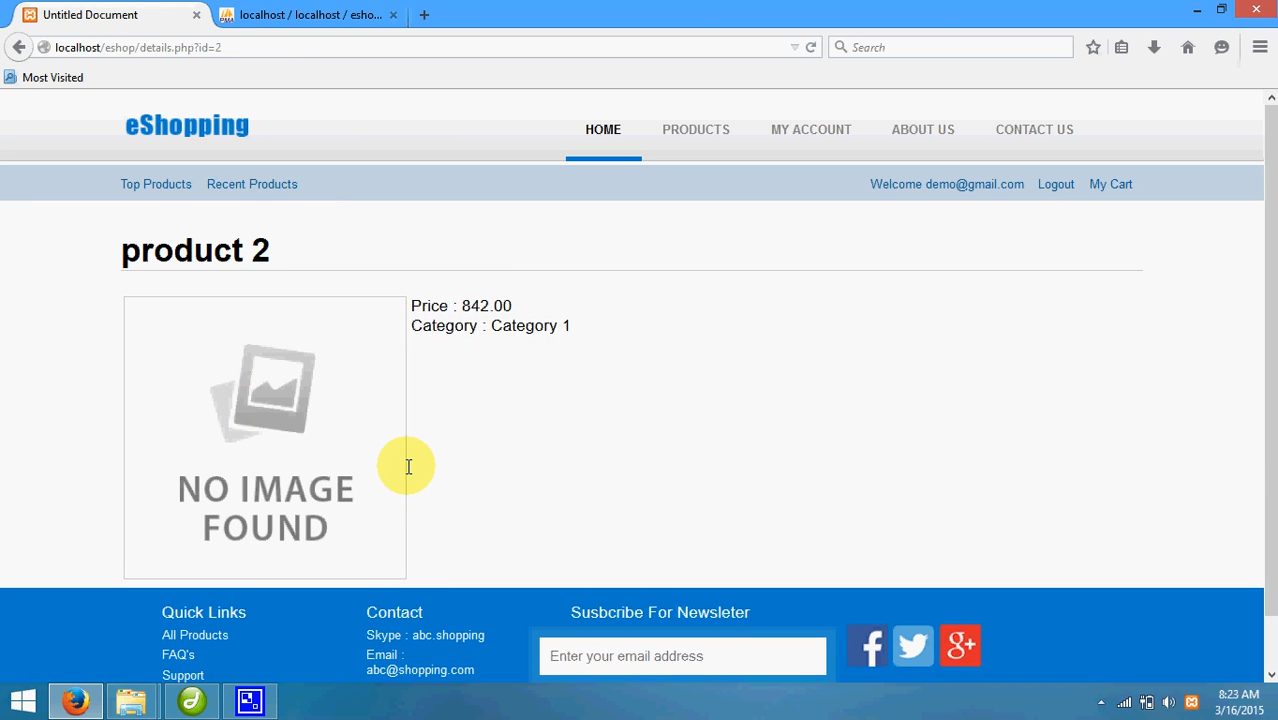 Untitled Document
localhost / localhost / esho...
localhost/eshop/details.php?id=2
Search
Most Visited
eShopping
HOME PRODUCTS MY ACCOUNT ABOUT US CONTACT US
Top Products Recent Products
Welcome demo@gmail.com Logout My Cart
product 2
Price : 842.00
Category : Category 1
NO IMAGE
FOUND
Quick Links
All Products
FAQ's
Support
Contact
Skype : abc.shopping
Email :
abc@shopping.com
Susbcribe For Newsleter
Enter your email address
f
g+
8:23 AM
3/16/2015